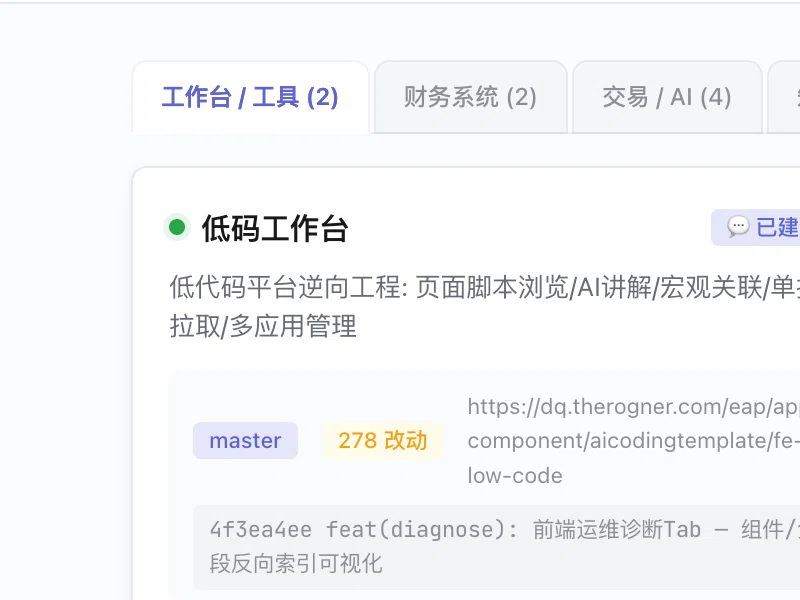 工作台 / 工具 (2)
财务系统 (2)
交易 / AI (4)
低码工作台
已建
低代码平台逆向工程: 页面脚本浏览/AI讲解/宏观关联/单
拉取/多应用管理
master
278 改动
https://dq.therogner.com/eap/app
component/aicodingtemplate/fe-
low-code
4f3ea4ee feat(diagnose): 前端运维诊断Tab — 组件/
段反向索引可视化